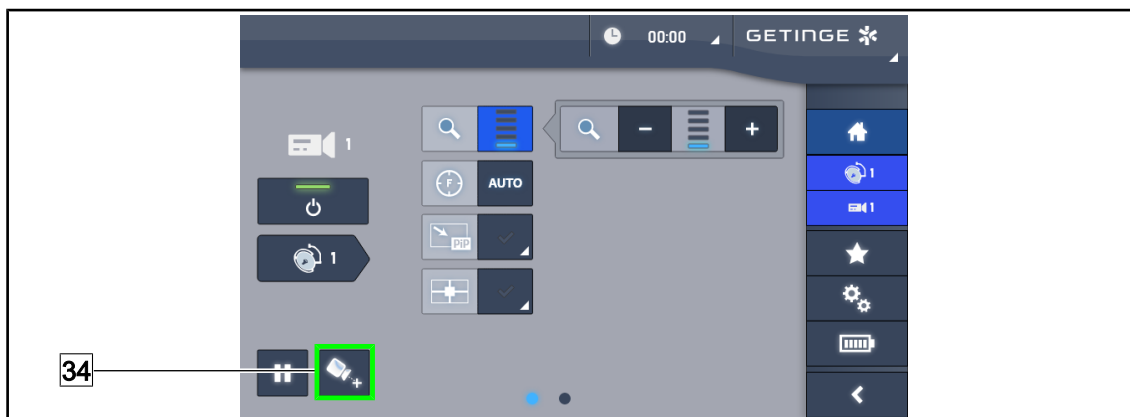 00:00
GETINGE
1
- +
1
F AUTO
1
PiP
1
34
+